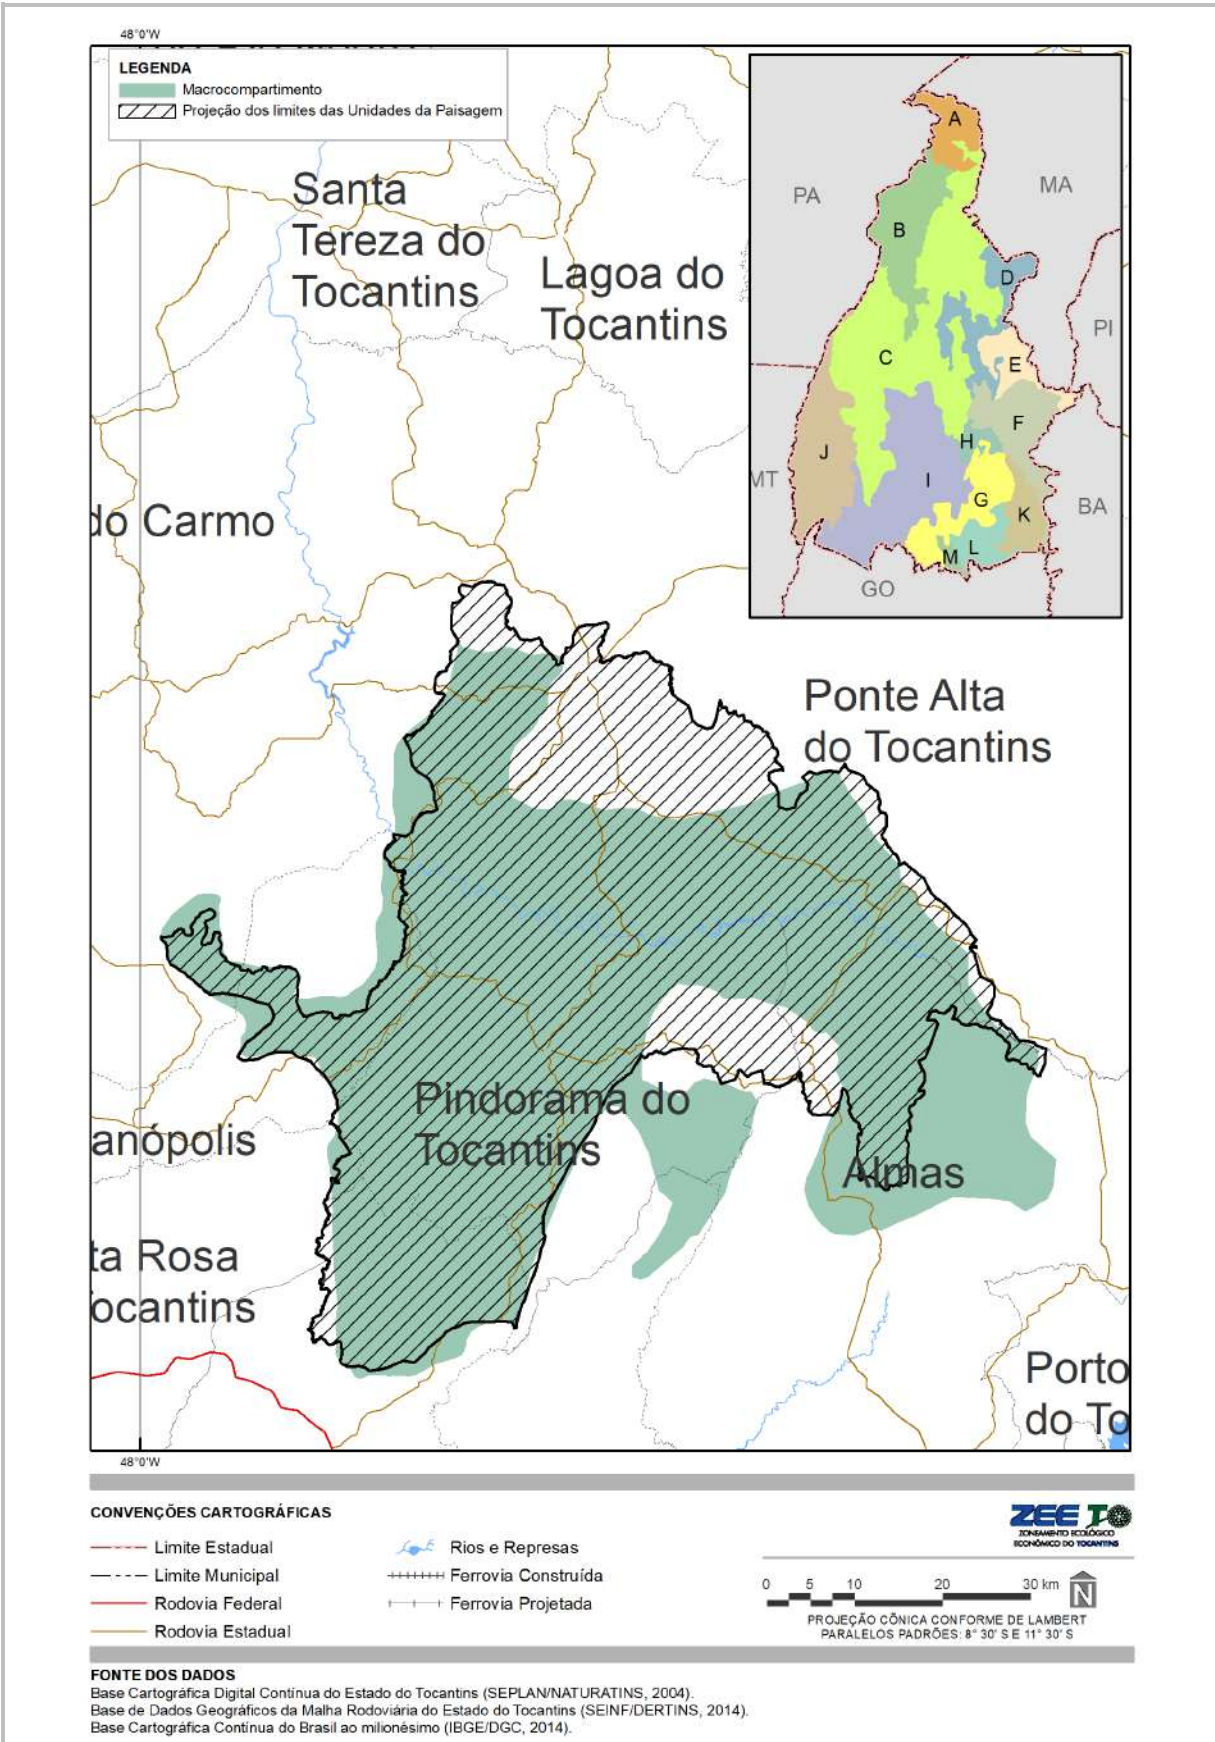 48°0'W
LEGENDA
Macrocompartimento
Projeção dos limites das Unidades da Paisagem
A
PA
MA
B
D
PI
C
E
F
H
J
MT
I
G
K
BA
M
L
GO
Santa
Tereza do
Tocantins
Lagoa do
Tocantins
do Carmo
Ponte Alta
do Tocantins
Pindorama do
Tocantins
anópolis
Almas
ta Rosa
ocantins
Porto
do To
48°0'W
CONVENÇÕES CARTOGRÁFICAS
Limite Estadual
Limite Municipal
Rodovia Federal
Rodovia Estadual
Rios e Represas
Ferrovia Construída
Ferrovia Projetada
ZEE TO
ZONEAMENTO ECOLÓGICO
ECONÔMICO DO TOCANTINS
0 5 10 20 30 km
N
PROJEÇÃO CÔNICA CONFORME DE LAMBERT
PARALELOS PADRÕES: 8° 30' S E 11° 30' S
FONTE DOS DADOS
Base Cartográfica Digital Contínua do Estado do Tocantins (SEPLAN/NATURATINS, 2004).
Base de Dados Geográficos da Malha Rodoviária do Estado do Tocantins (SEINF/DERTINS, 2014).
Base Cartográfica Contínua do Brasil ao milionésimo (IBGE/DGC, 2014).